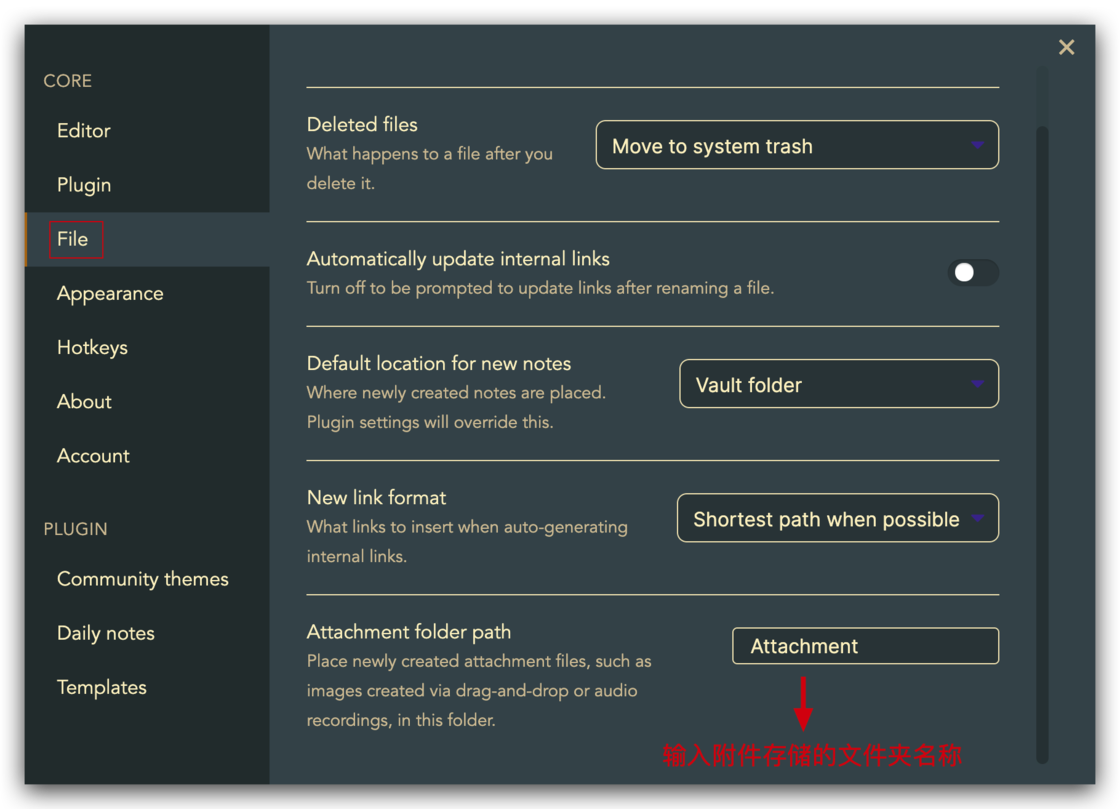 CORE
Editor
Plugin
File
Appearance
Hotkeys
About
Account
PLUGIN
Community themes
Daily notes
Templates
Deleted files
What happens to a file after you
delete it.
Move to system trash
Automatically update internal links
Turn off to be prompted to update links after renaming a file.
Default location for new notes
Where newly created notes are placed.
Plugin settings will override this.
Vault folder
New link format
What links to insert when auto-generating
internal links.
Shortest path when possible
Attachment folder path
Place newly created attachment files, such as
images created via drag-and-drop or audio
recordings, in this folder.
Attachment
输入附件存储的文件夹名称